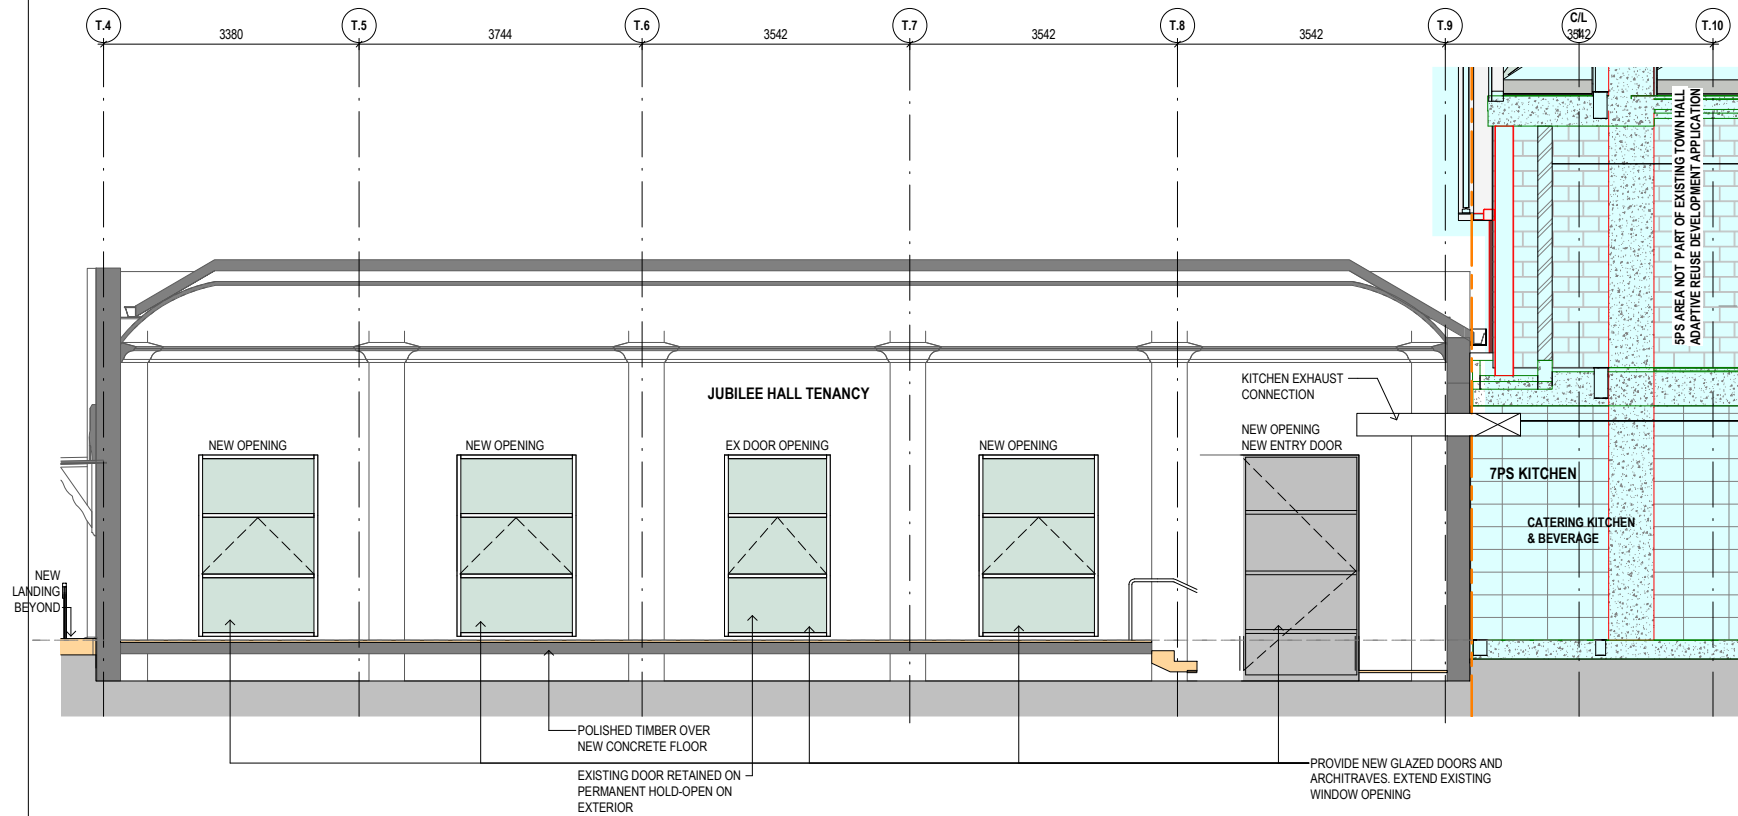 T.4
T.5
T.6
T.7
T.8
T.9
C/L
T.10
3380
3744
3542
3542
3542
3542
5PS AREA NOT PART OF EXISTING TOWN HALL
ADAPTIVE REUSE DEVELOPMENT APPLICATION
JUBILEE HALL TENANCY
KITCHEN EXHAUST
CONNECTION
NEW OPENING
NEW OPENING
EX DOOR OPENING
NEW OPENING
NEW OPENING
NEW ENTRY DOOR
7PS KITCHEN
CATERING KITCHEN
& BEVERAGE
NEW
LANDING
BEYOND
POLISHED TIMBER OVER
NEW CONCRETE FLOOR
EXISTING DOOR RETAINED ON
PERMANENT HOLD-OPEN ON
EXTERIOR
PROVIDE NEW GLAZED DOORS AND
ARCHITRAVES. EXTEND EXISTING
WINDOW OPENING